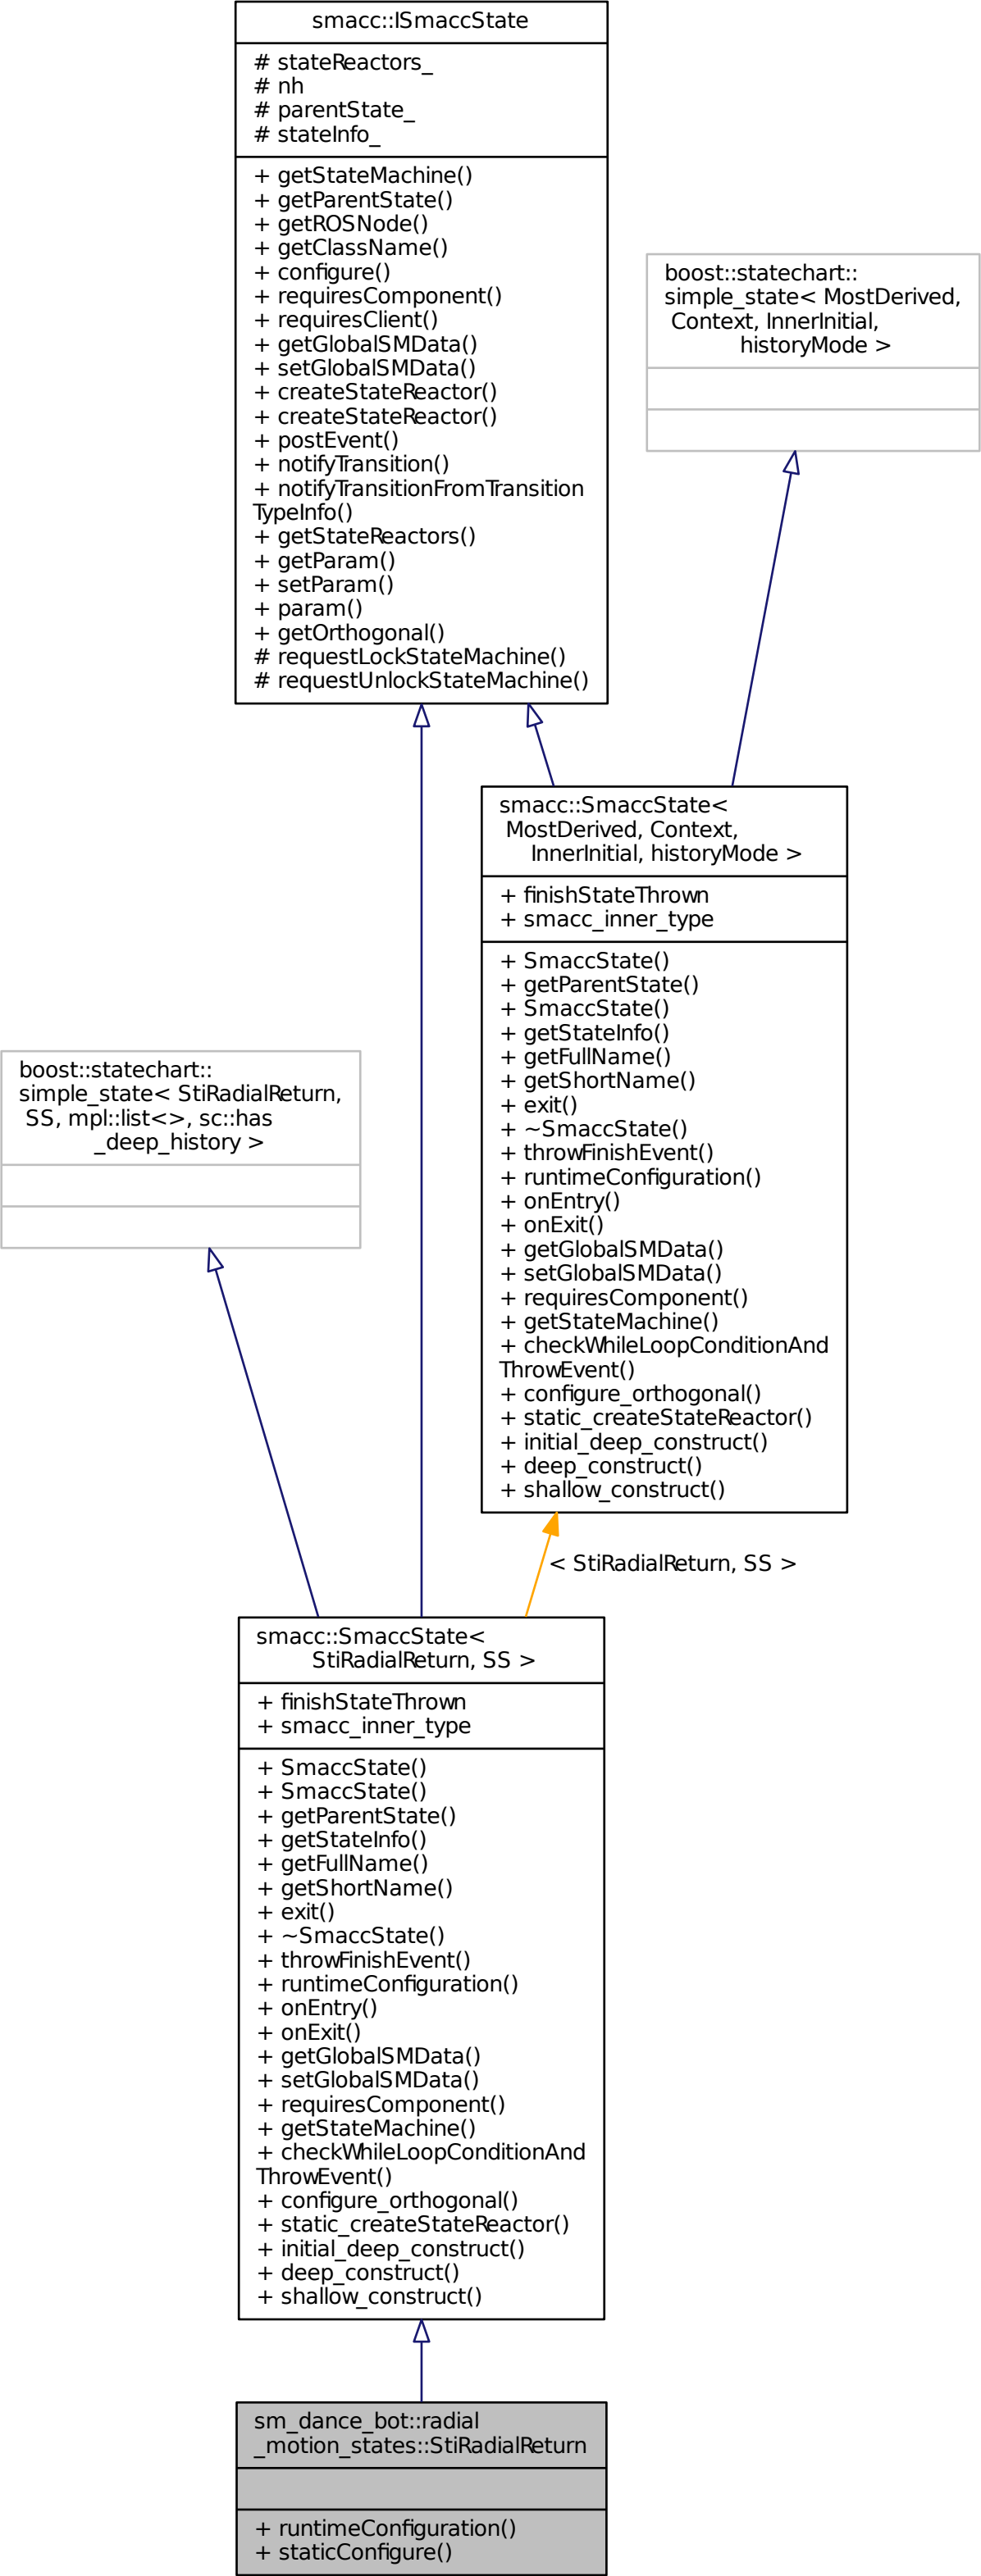 smacc::ISmaccState
# stateReactors_
# nh
# parentState_
# stateInfo_
+ getStateMachine()
+ getParentState()
+ getROSNode()
+ getClassName()
+ configure()
+ requiresComponent()
+ requiresClient()
+ getGlobalSMData()
+ setGlobalSMData()
+ createStateReactor()
+ createStateReactor()
+ postEvent()
+ notifyTransition()
+ notifyTransitionFromTransition
TypeInfo()
+ getStateReactors()
+ getParam()
+ setParam()
+ param()
+ getOrthogonal()
# requestLockStateMachine()
# requestUnlockStateMachine()
boost::statechart::
simple_state< MostDerived,
Context, InnerInitial,
historyMode >
smacc::SmaccState<
MostDerived, Context,
InnerInitial, historyMode >
+ finishStateThrown
+ smacc_inner_type
+ SmaccState()
+ getParentState()
+ SmaccState()
+ getStateInfo()
+ getFullName()
+ getShortName()
+ exit()
+ ~SmaccState()
+ throwFinishEvent()
+ runtimeConfiguration()
+ onEntry()
+ onExit()
+ getGlobalSMData()
+ setGlobalSMData()
+ requiresComponent()
+ getStateMachine()
+ checkWhileLoopConditionAnd
ThrowEvent()
+ configure_orthogonal()
+ static_createStateReactor()
+ initial_deep_construct()
+ deep_construct()
+ shallow_construct()
boost::statechart::
simple_state< StiRadialReturn,
SS, mpl::list<>, sc::has
_deep_history >
< StiRadialReturn, SS >
smacc::SmaccState<
StiRadialReturn, SS >
+ finishStateThrown
+ smacc_inner_type
+ SmaccState()
+ SmaccState()
+ getParentState()
+ getStateInfo()
+ getFullName()
+ getShortName()
+ exit()
+ ~SmaccState()
+ throwFinishEvent()
+ runtimeConfiguration()
+ onEntry()
+ onExit()
+ getGlobalSMData()
+ setGlobalSMData()
+ requiresComponent()
+ getStateMachine()
+ checkWhileLoopConditionAnd
ThrowEvent()
+ configure_orthogonal()
+ static_createStateReactor()
+ initial_deep_construct()
+ deep_construct()
+ shallow_construct()
sm_dance_bot::radial
_motion_states::StiRadialReturn
+ runtimeConfiguration()
+ staticConfigure()